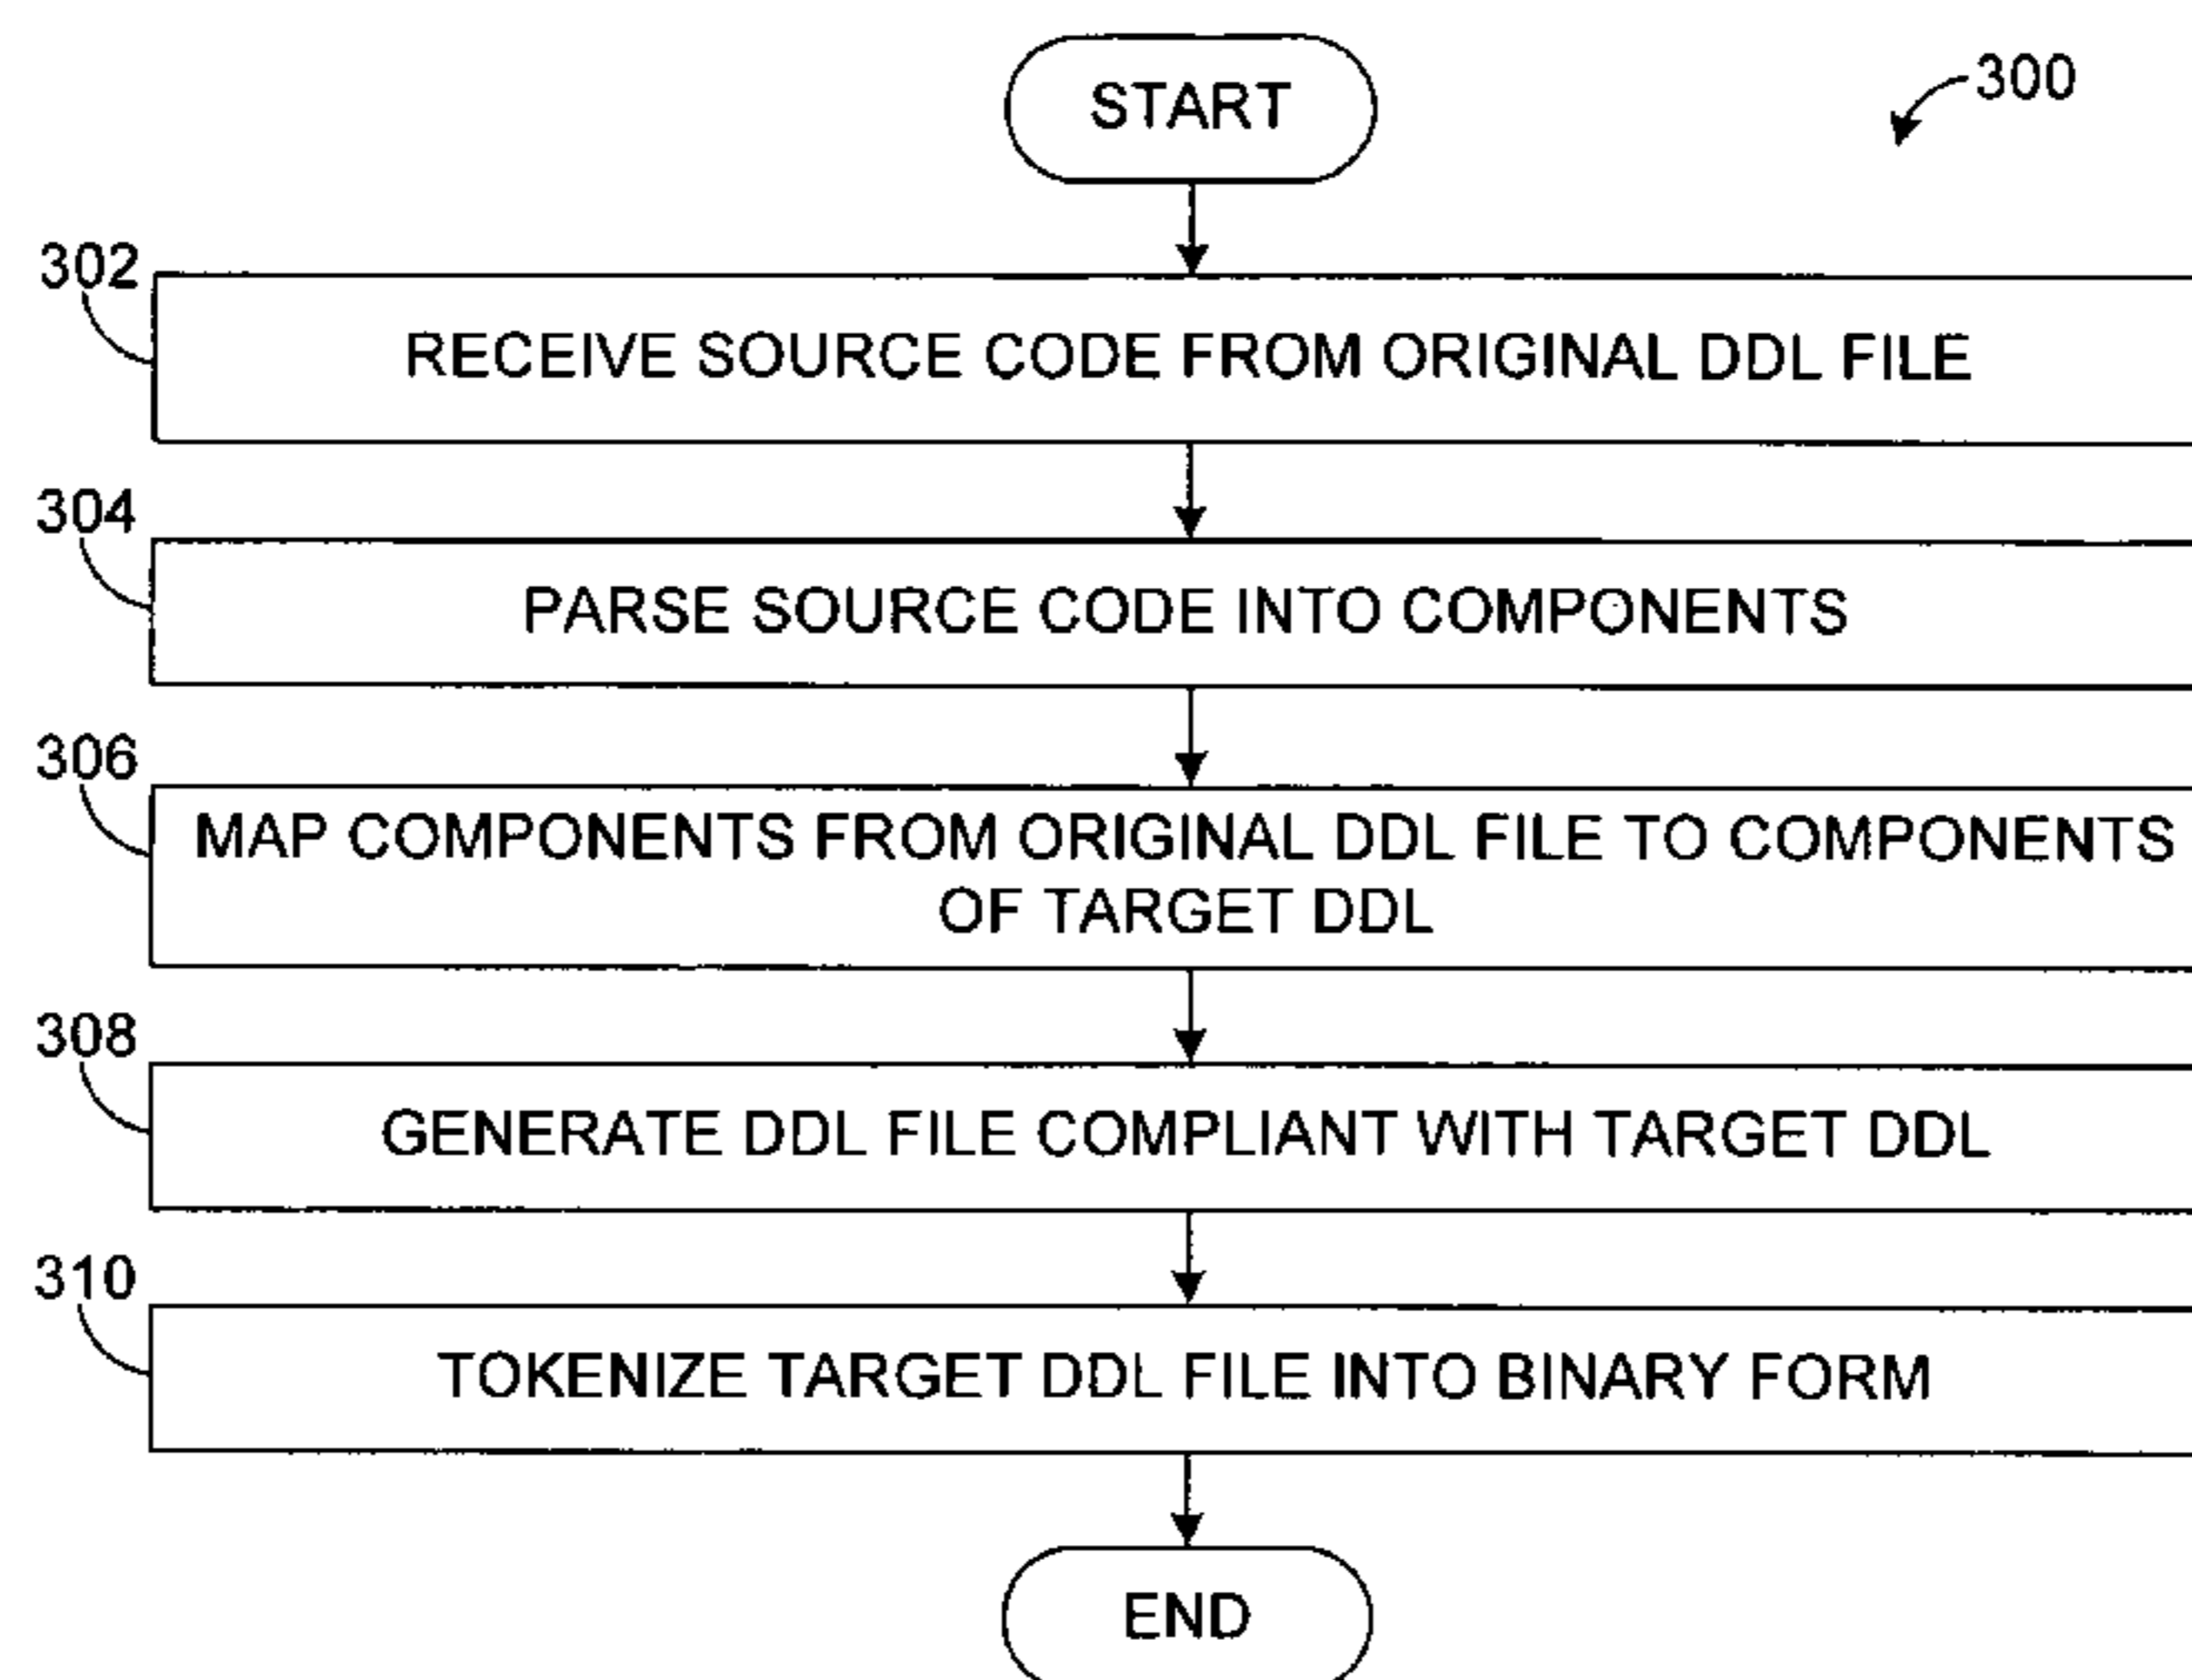 START
300
302
RECEIVE SOURCE CODE FROM ORIGINAL DDL FILE
304
PARSE SOURCE CODE INTO COMPONENTS
306
MAP COMPONENTS FROM ORIGINAL DDL FILE TO COMPONENTS
OF TARGET DDL
308
GENERATE DDL FILE COMPLIANT WITH TARGET DDL
310
TOKENIZE TARGET DDL FILE INTO BINARY FORM
END